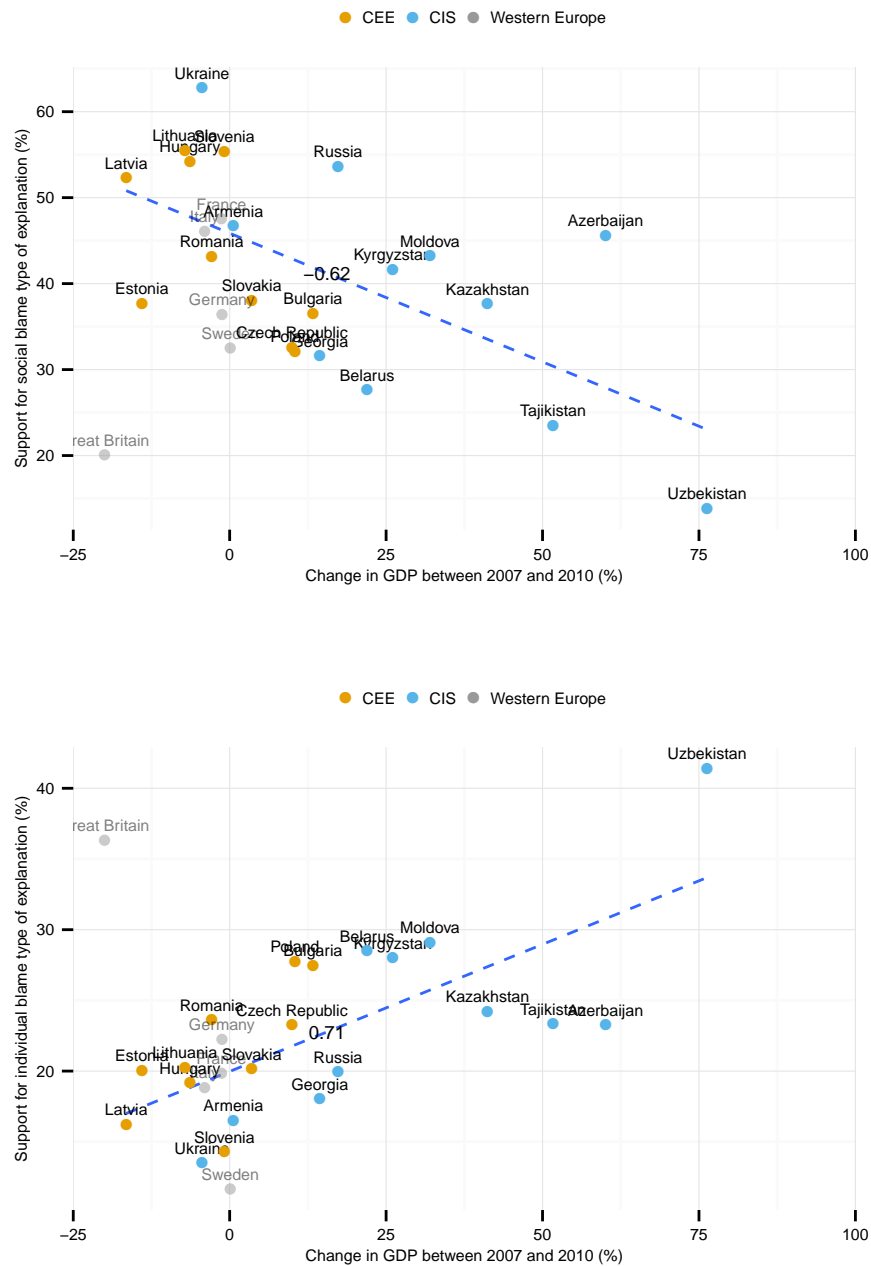 CEE CIS Western Europe
Support for social blame type of explanation (%)
Ukraine
60
Lithuania
Slovenia
Hungary
Russia
Latvia
50
France
Armenia
Italy
Azerbaijan
Romania
Moldova
Kyrgyzstan
−0.62
40
Slovakia
Estonia
Kazakhstan
Germany
Bulgaria
Sweden
Czech Republic
Poland
Georgia
30
Belarus
Tajikistan
reat Britain
20
Uzbekistan
−25 0 25 50 75 100
Change in GDP between 2007 and 2010 (%)
CEE CIS Western Europe
Support for individual blame type of explanation (%)
Uzbekistan
40
reat Britain
30
Moldova
Belarus
Kyrgyzstan
Poland
Bulgaria
Kazakhstan
Tajikistan
Azerbaijan
Romania
Czech Republic
Germany
0.71
Estonia
Lithuania
Slovakia
France
Russia
20
Hungary
Italy
Georgia
Latvia
Armenia
Slovenia
Ukraine
Sweden
−25 0 25 50 75 100
Change in GDP between 2007 and 2010 (%)